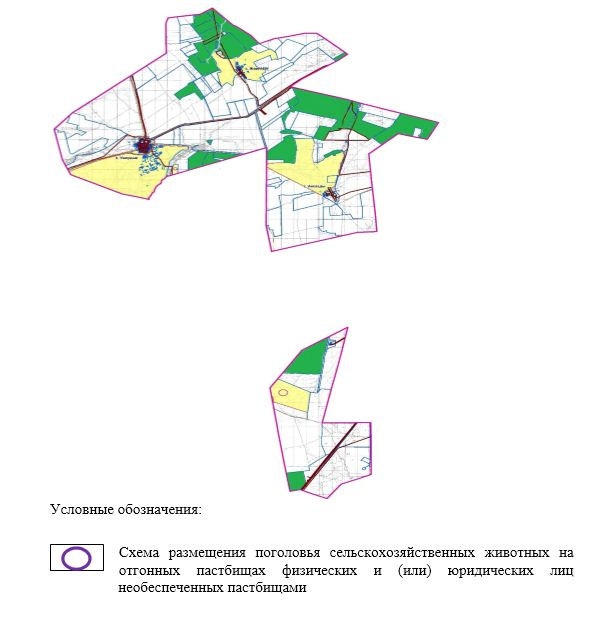 Условные обозначения:
Схема размещения поголовья сельскохозяйственных животных на
отгонных пастбищах физических и (или) юридических лиц
необеспеченных пастбищами